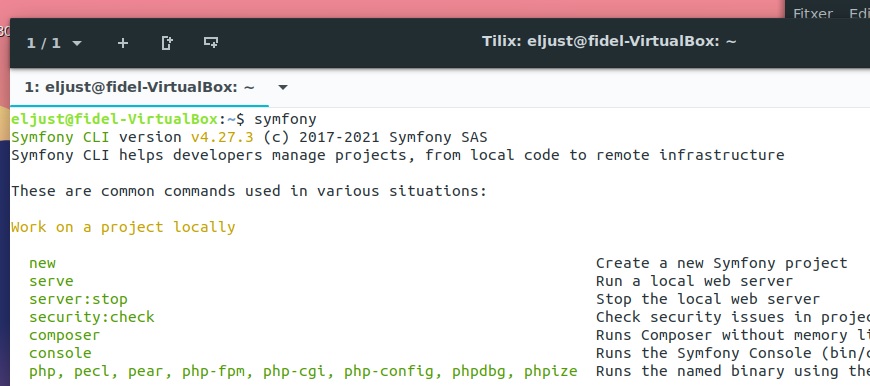 Fitxer Edi
1 / 1
Tilix: eljust@fidel-VirtualBox: ~
1: eljust@fidel-VirtualBox: ~
eljust@fidel-VirtualBox:~$ symfony
Symfony CLI version v4.27.3 (c) 2017-2021 Symfony SAS
Symfony CLI helps developers manage projects, from local code to remote infrastructure
These are common commands used in various situations:
Work on a project locally
new Create a new Symfony project
serve Run a local web server
server:stop Stop the local web server
security:check Check security issues in projec
composer Runs Composer without memory li
console Runs the Symfony Console (bin/c
php, pecl, pear, php-fpm, php-cgi, php-config, phpdbg, phpize Runs the named binary using the